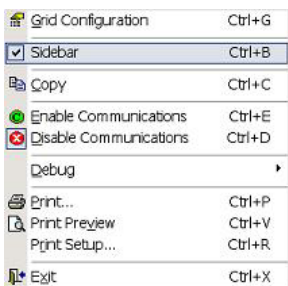 Grid Configuration Ctrl+G
Sidebar Ctrl+B
Copy Ctrl+C
Enable Communications Ctrl+E
Disable Communications Ctrl+D
Debug
Print... Ctrl+P
Print Preview Ctrl+V
Print Setup... Ctrl+R
Exit Ctrl+X